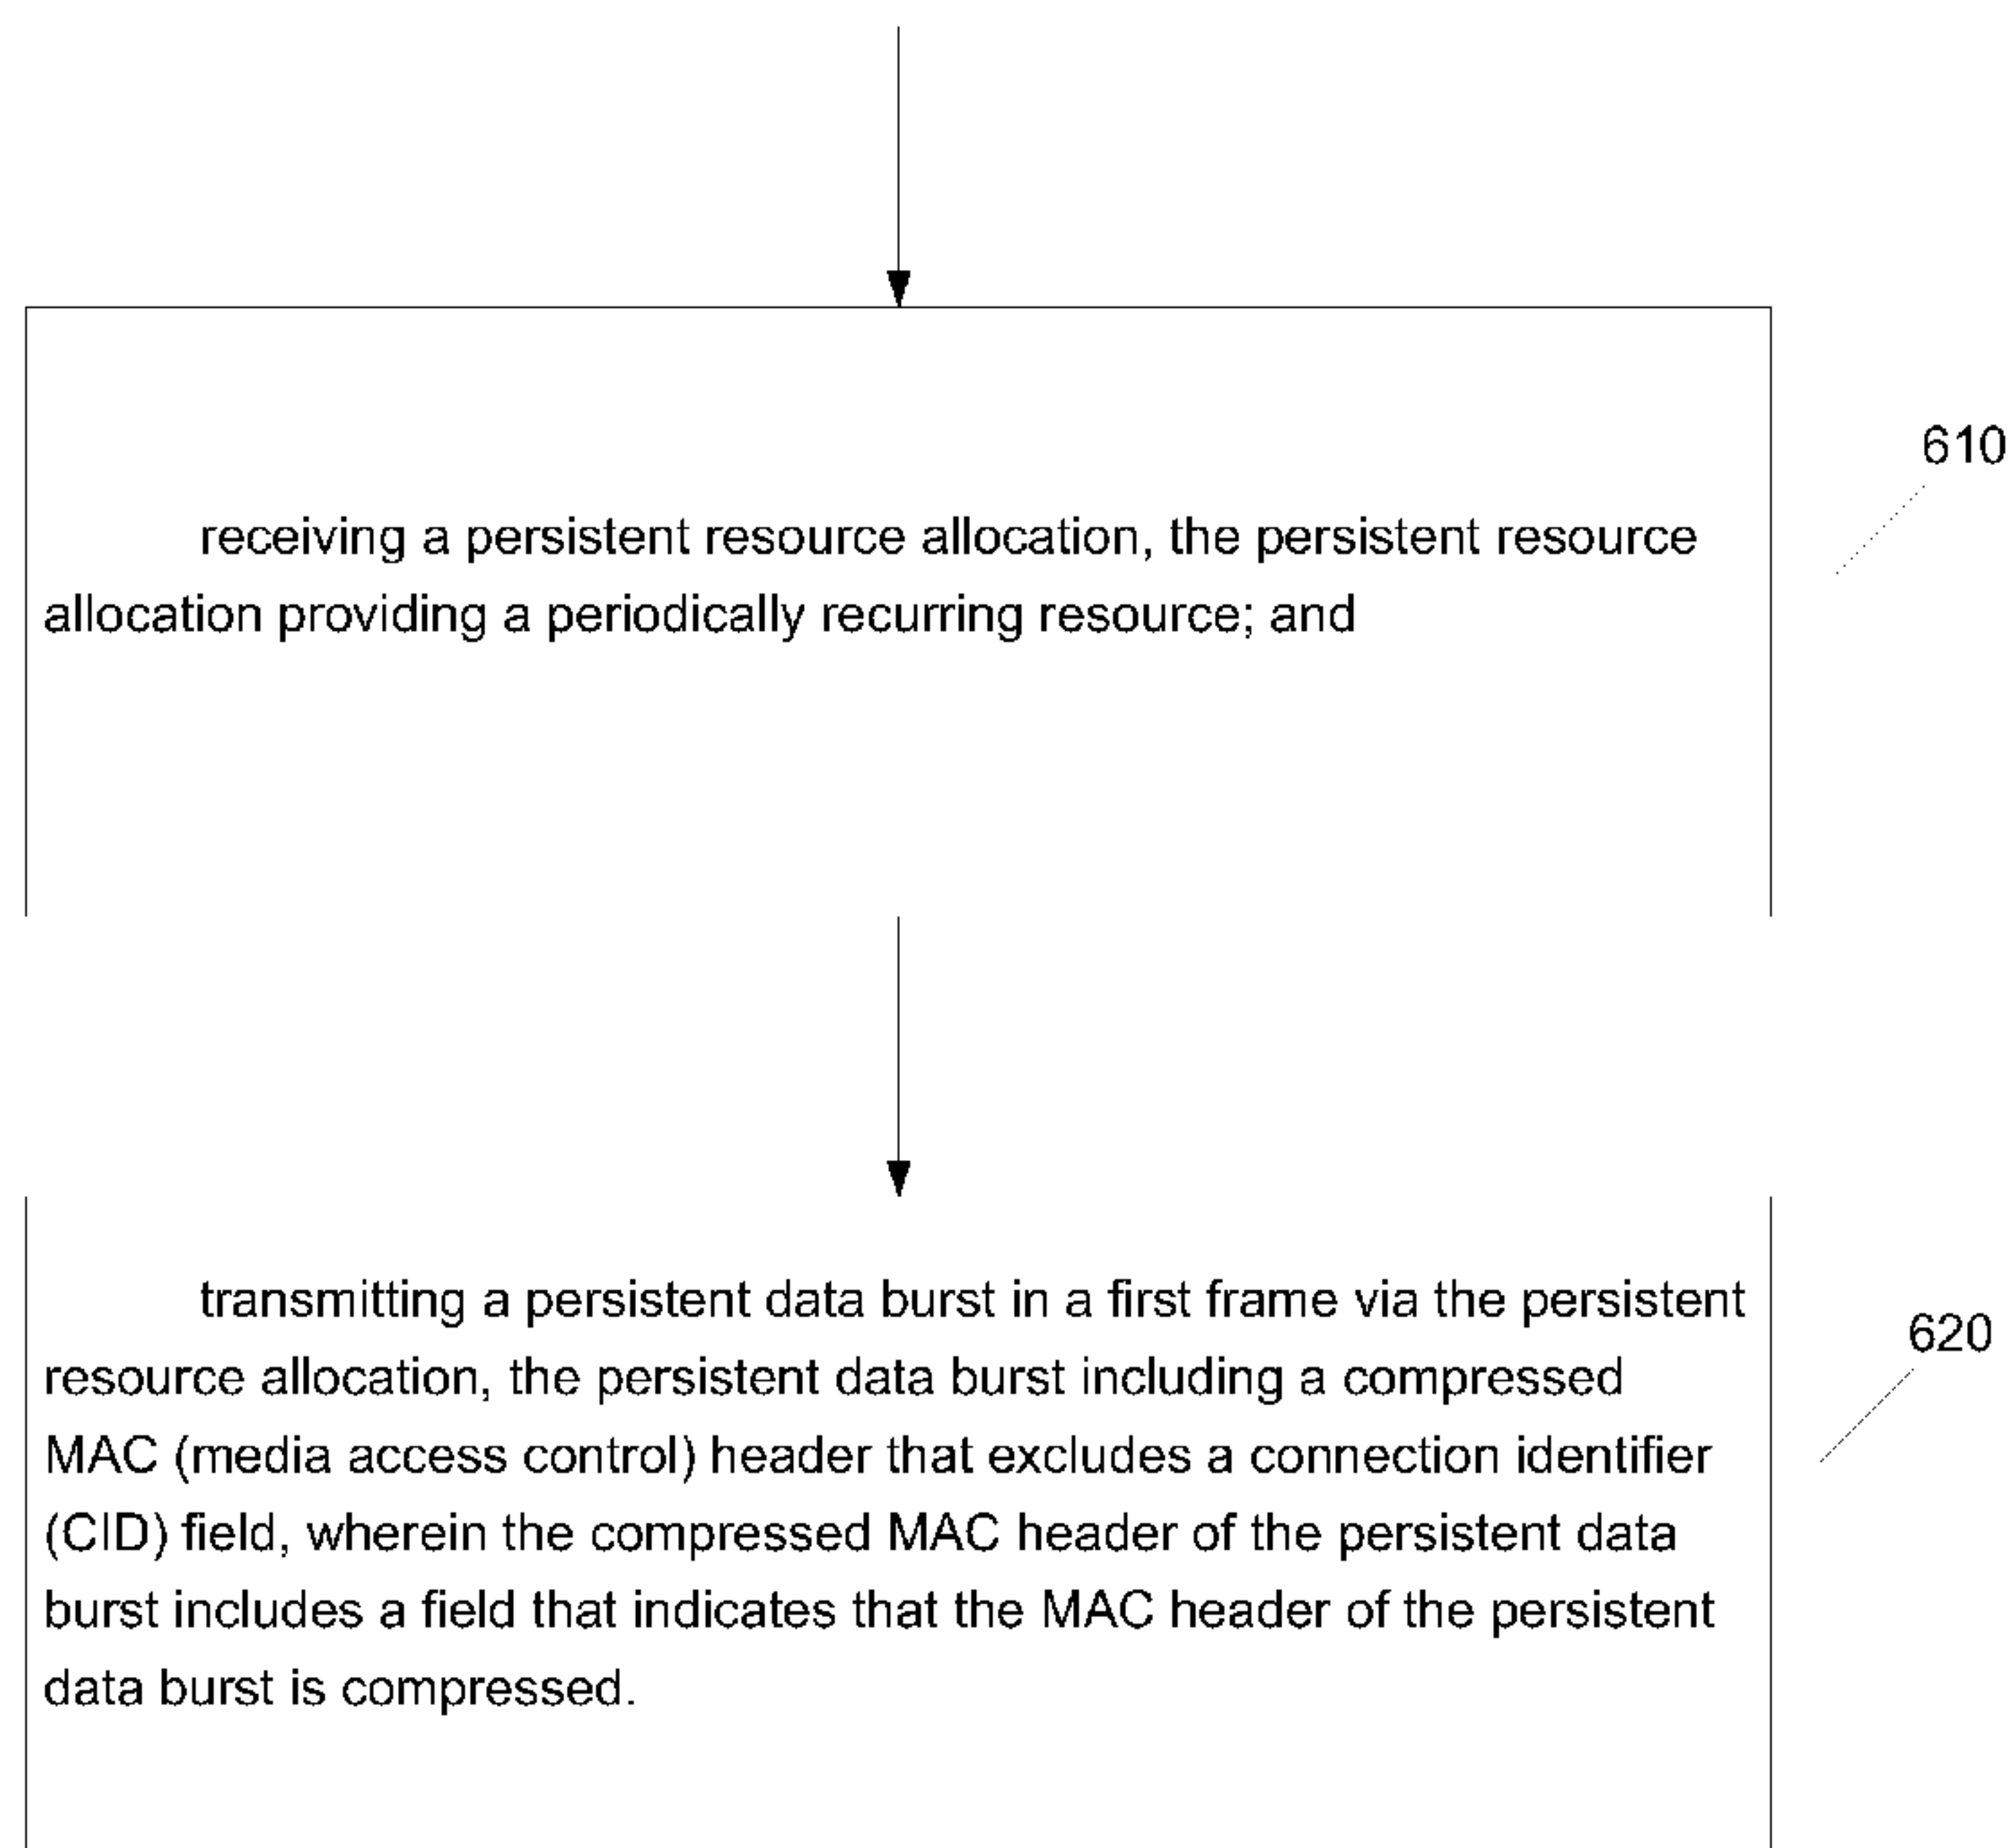 610
receiving a persistent resource allocation, the persistent resource
allocation providing a periodically recurring resource; and
transmitting a persistent data burst in a first frame via the persistent
resource allocation, the persistent data burst including a compressed
MAC (media access control) header that excludes a connection identifier
(CID) field, wherein the compressed MAC header of the persistent data
burst includes a field that indicates that the MAC header of the persistent
data burst is compressed.
620